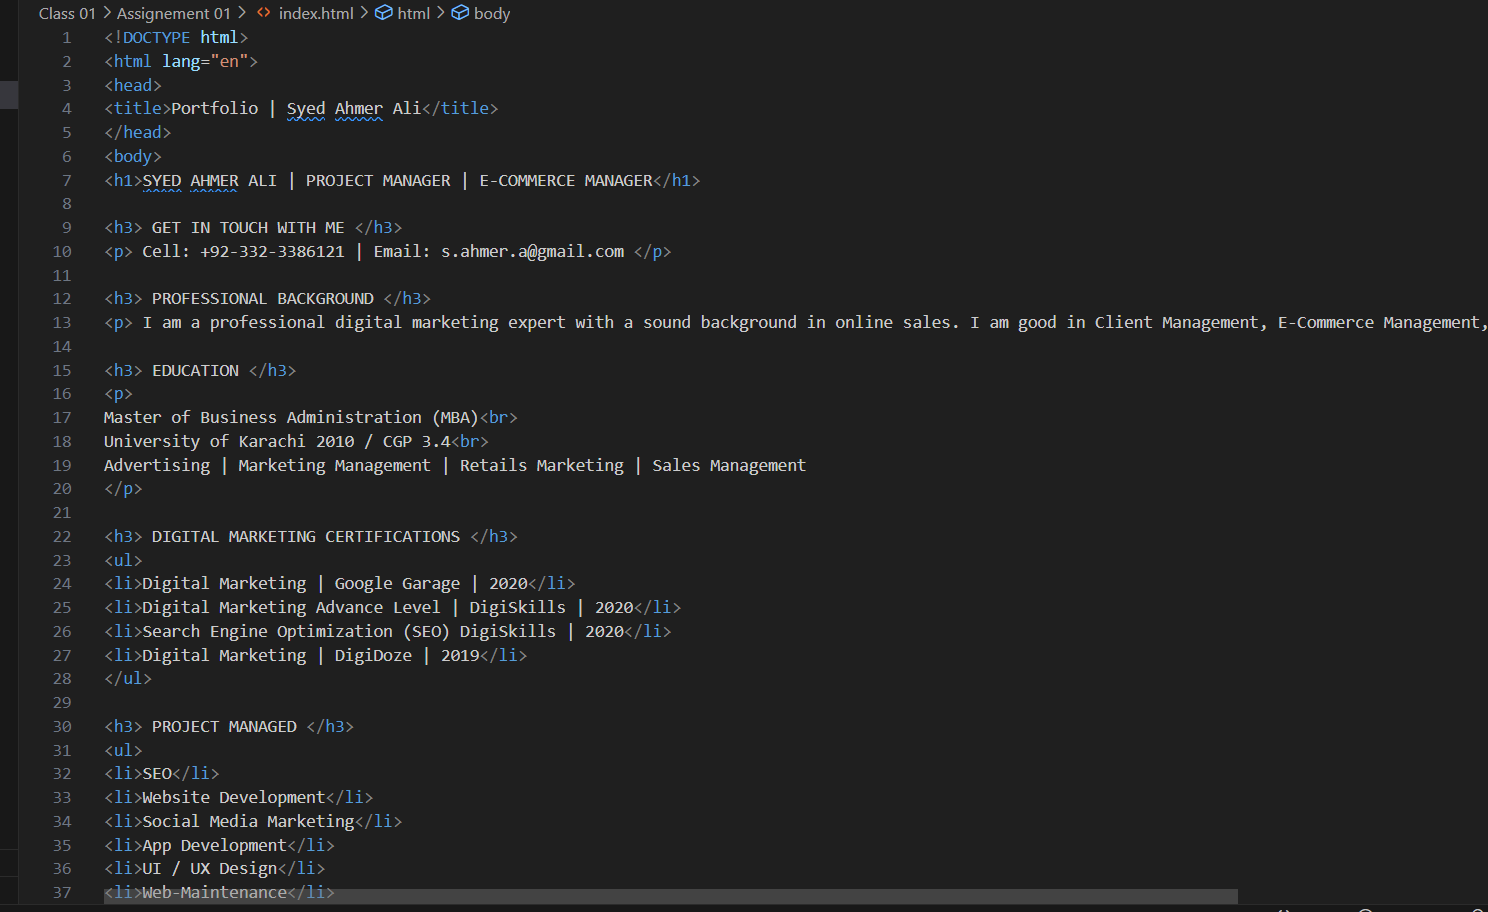 Class 01 > Assignement 01 > <> index.html > html > body
1 <!DOCTYPE html>
2 <html lang="en">
3 <head>
4 <title>Portfolio | Syed Ahmer Ali</title>
5 </head>
6 <body>
7 <h1>SYED AHMER ALI | PROJECT MANAGER | E-COMMERCE MANAGER</h1>
8
9 <h3> GET IN TOUCH WITH ME </h3>
10 <p> Cell: +92-332-3386121 | Email: s.ahmer.a@gmail.com </p>
11
12 <h3> PROFESSIONAL BACKGROUND </h3>
13 <p> I am a professional digital marketing expert with a sound background in online sales. I am good in Client Management, E-Commerce Management,
14
15 <h3> EDUCATION </h3>
16 <p>
17 Master of Business Administration (MBA)<br>
18 University of Karachi 2010 / CGP 3.4<br>
19 Advertising | Marketing Management | Retails Marketing | Sales Management
20 </p>
21
22 <h3> DIGITAL MARKETING CERTIFICATIONS </h3>
23 <ul>
24 <li>Digital Marketing | Google Garage | 2020</li>
25 <li>Digital Marketing Advance Level | DigiSkills | 2020</li>
26 <li>Search Engine Optimization (SEO) DigiSkills | 2020</li>
27 <li>Digital Marketing | DigiDoze | 2019</li>
28 </ul>
29
30 <h3> PROJECT MANAGED </h3>
31 <ul>
32 <li>SEO</li>
33 <li>Website Development</li>
34 <li>Social Media Marketing</li>
35 <li>App Development</li>
36 <li>UI / UX Design</li>
37 <li>Web-Maintenance</li>